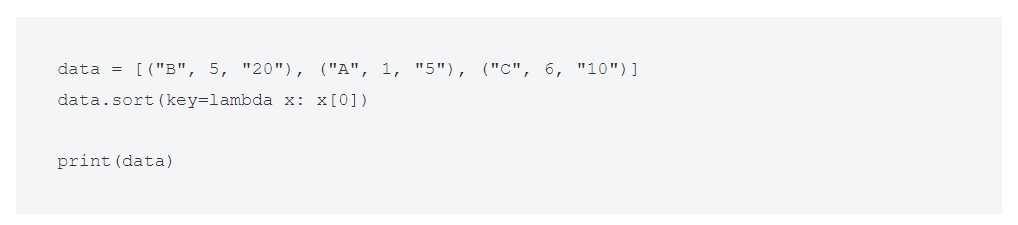 data = [("B", 5, "20"), ("A", 1, "5"), ("C", 6, "10")]
data.sort(key=lambda x: x[0])
print(data)